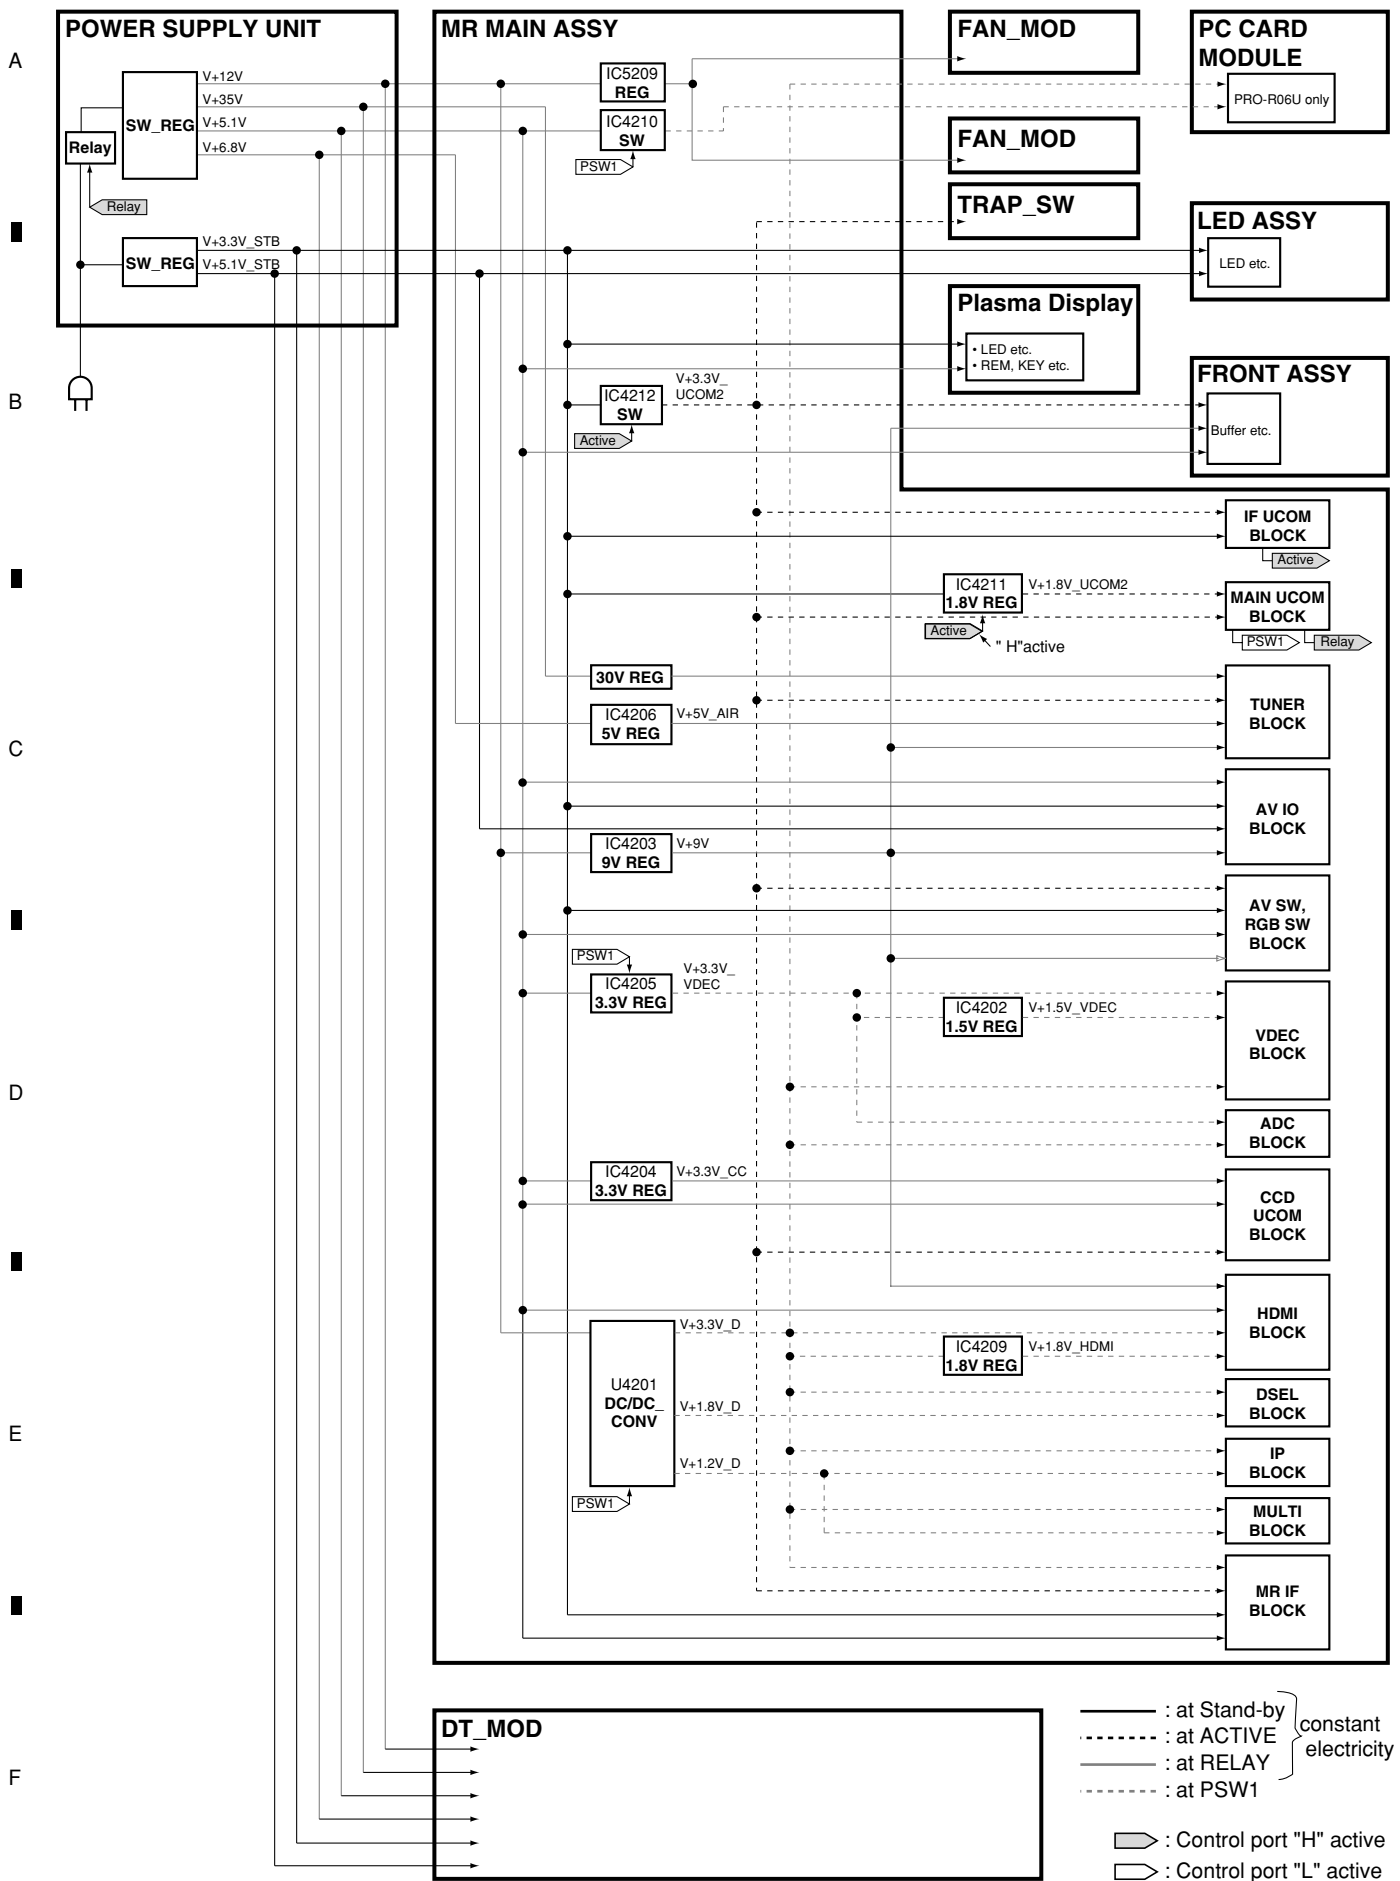 POWER SUPPLY UNIT
MR MAIN ASSY
FAN_MOD
PC CARD
MODULE
PRO-R06U only
A
V+12V
V+35V
V+5.1V
V+6.8V
SW_REG
Relay
Relay
IC5209
REG
IC4210
SW
PSW1
FAN_MOD
TRAP_SW
LED ASSY
LED etc.
SW_REG
V+3.3V_STB
V+5.1V_STB
Plasma Display
• LED etc.
• REM, KEY etc.
B
FRONT ASSY
Buffer etc.
IC4212
SW
Active
V+3.3V_
UCOM2
IF UCOM
BLOCK
Active
IC4211
1.8V REG
V+1.8V_UCOM2
Active
" H"active
MAIN UCOM
BLOCK
PSW1
Relay
C
30V REG
IC4206
5V REG
V+5V_AIR
TUNER
BLOCK
AV IO
BLOCK
IC4203
9V REG
V+9V
AV SW,
RGB SW
BLOCK
PSW1
IC4205
3.3V REG
V+3.3V_
VDEC
IC4202
1.5V REG
V+1.5V_VDEC
VDEC
BLOCK
D
ADC
BLOCK
IC4204
3.3V REG
V+3.3V_CC
CCD
UCOM
BLOCK
HDMI
BLOCK
V+3.3V_D
IC4209
1.8V REG
V+1.8V_HDMI
U4201
DC/DC_
CONV
V+1.8V_D
V+1.2V_D
PSW1
E
DSEL
BLOCK
IP
BLOCK
MULTI
BLOCK
MR IF
BLOCK
DT_MOD
F
: at Stand-by
: at ACTIVE
: at RELAY
constant
electricity
: at PSW1
: Control port "H" active
: Control port "L" active